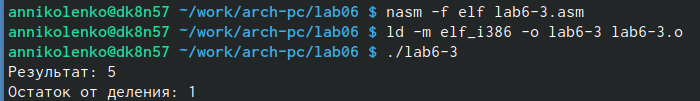 annikolenko@dk8n57 ~/work/arch-pc/lab06 $ nasm -f elf lab6-3.asm
annikolenko@dk8n57 ~/work/arch-pc/lab06 $ ld -m elf_i386 -o lab6-3 lab6-3.o
annikolenko@dk8n57 ~/work/arch-pc/lab06 $ ./lab6-3
Результат: 5
Остаток от деления: 1